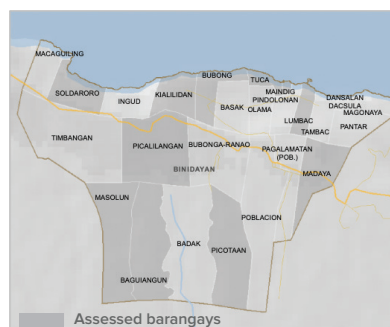 MACAGUILING
SOLDARORO
INGUD
KIALILIDAN
BUBONG
TUCA
MAINDIG
PINDOLONAN
BASAK
OLAMA
LUMBAC
TAMBAC
DANSALAN
DACSULA
MAGONAYA
PANTAR
TIMBANGAN
PICALILANGAN
BUBONGA-RANAO
PAGALAMATAN
(POB.)
BINIDAYAN
MADAYA
MASOLUN
POBLACION
BADAK
PICOTAAN
BAGUIANGUN
Assessed barangays